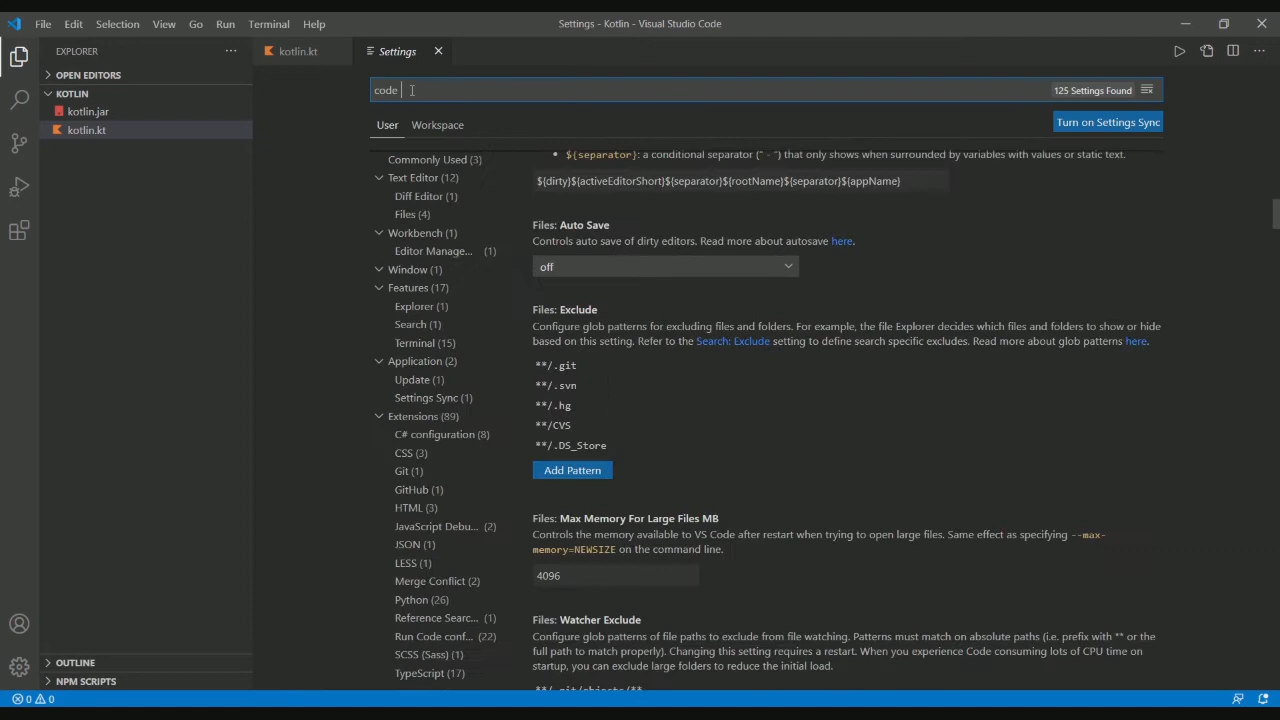 File Edit Selection View Go Run Terminal Help
Settings - Kotlin - Visual Studio Code
EXPLORER
kotlin.kt
Settings
OPEN EDITORS
KOTLIN
kotlin.jar
kotlin.kt
OUTLINE
NPM SCRIPTS
code
125 Settings Found
User Workspace
Turn on Settings Sync
Commonly Used (3)
Text Editor (12)
Diff Editor (1)
Files (4)
Workbench (1)
Editor Manage... (1)
Window (1)
Features (17)
Explorer (1)
Search (1)
Terminal (15)
Application (2)
Update (1)
Settings Sync (1)
Extensions (89)
C# configuration (8)
CSS (3)
Git (1)
GitHub (1)
HTML (3)
JavaScript Debu... (2)
JSON (1)
LESS (1)
Merge Conflict (2)
Python (26)
Reference Searc... (1)
Run Code conf... (22)
SCSS (Sass) (1)
TypeScript (17)
• ${separator}: a conditional separator (" - ") that only shows when surrounded by variables with values or static text.
${dirty}${activeEditorShort}${separator}${rootName}${separator}${appName}
Files: Auto Save
Controls auto save of dirty editors. Read more about autosave here.
off
Files: Exclude
Configure glob patterns for excluding files and folders. For example, the file Explorer decides which files and folders to show or hide
based on this setting. Refer to the Search: Exclude setting to define search specific excludes. Read more about glob patterns here.
**/.git
**/.svn
**/.hg
**/CVS
**/.DS_Store
Add Pattern
Files: Max Memory For Large Files MB
Controls the memory available to VS Code after restart when trying to open large files. Same effect as specifying --max-
memory=NEWSIZE on the command line.
4096
Files: Watcher Exclude
Configure glob patterns of file paths to exclude from file watching. Patterns must match on absolute paths (i.e. prefix with ** or the
full path to match properly). Changing this setting requires a restart. When you experience Code consuming lots of CPU time on
startup, you can exclude large folders to reduce the initial load.
**/.git/objects/**
0 0